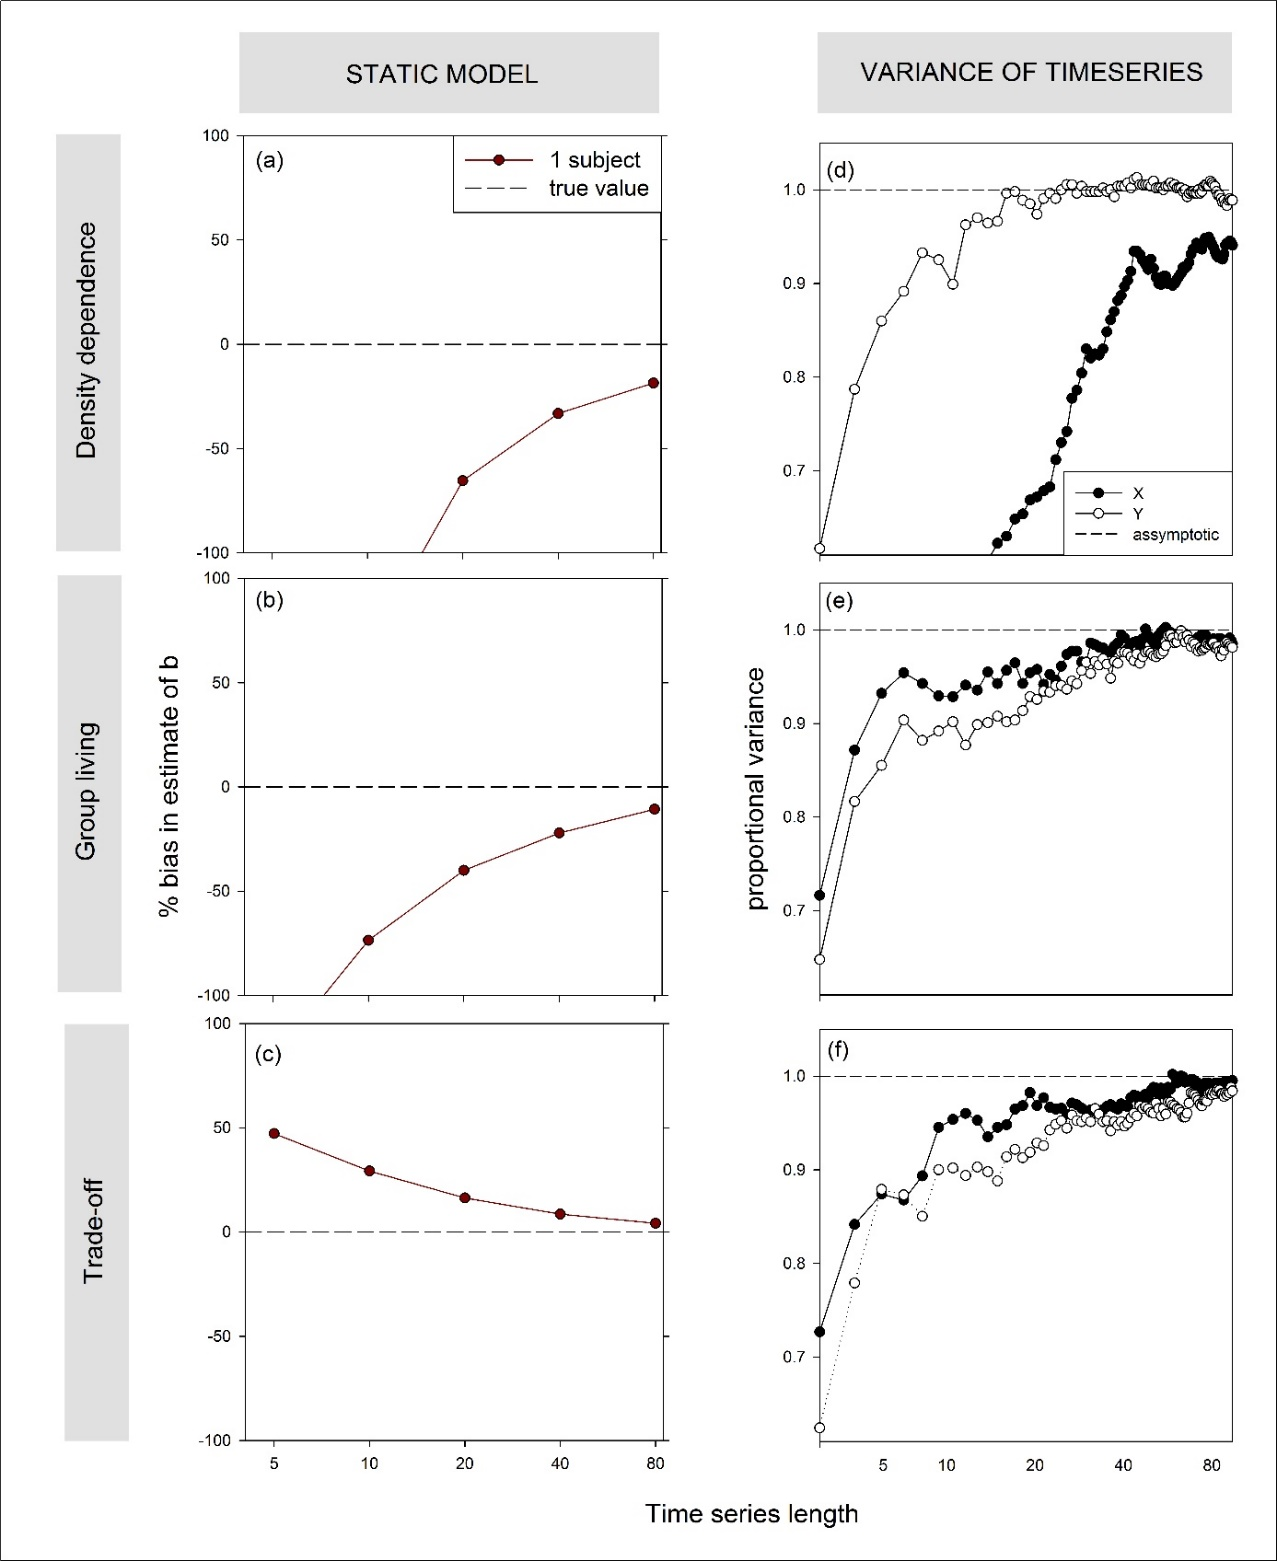 STATIC MODEL
VARIANCE OF TIMESERIES
Density dependence
Group living
Trade-off
% bias in estimate of b
proportional variance
(a)
1 subject
true value
100
50
0
-50
-100
(d)
1.0
0.9
0.8
0.7
X
Y
assymptotic
(b)
100
50
0
-50
-100
(e)
1.0
0.9
0.8
0.7
(c)
100
50
0
-50
-100
5 10 20 40 80
(f)
1.0
0.9
0.8
0.7
5 10 20 40 80
Time series length